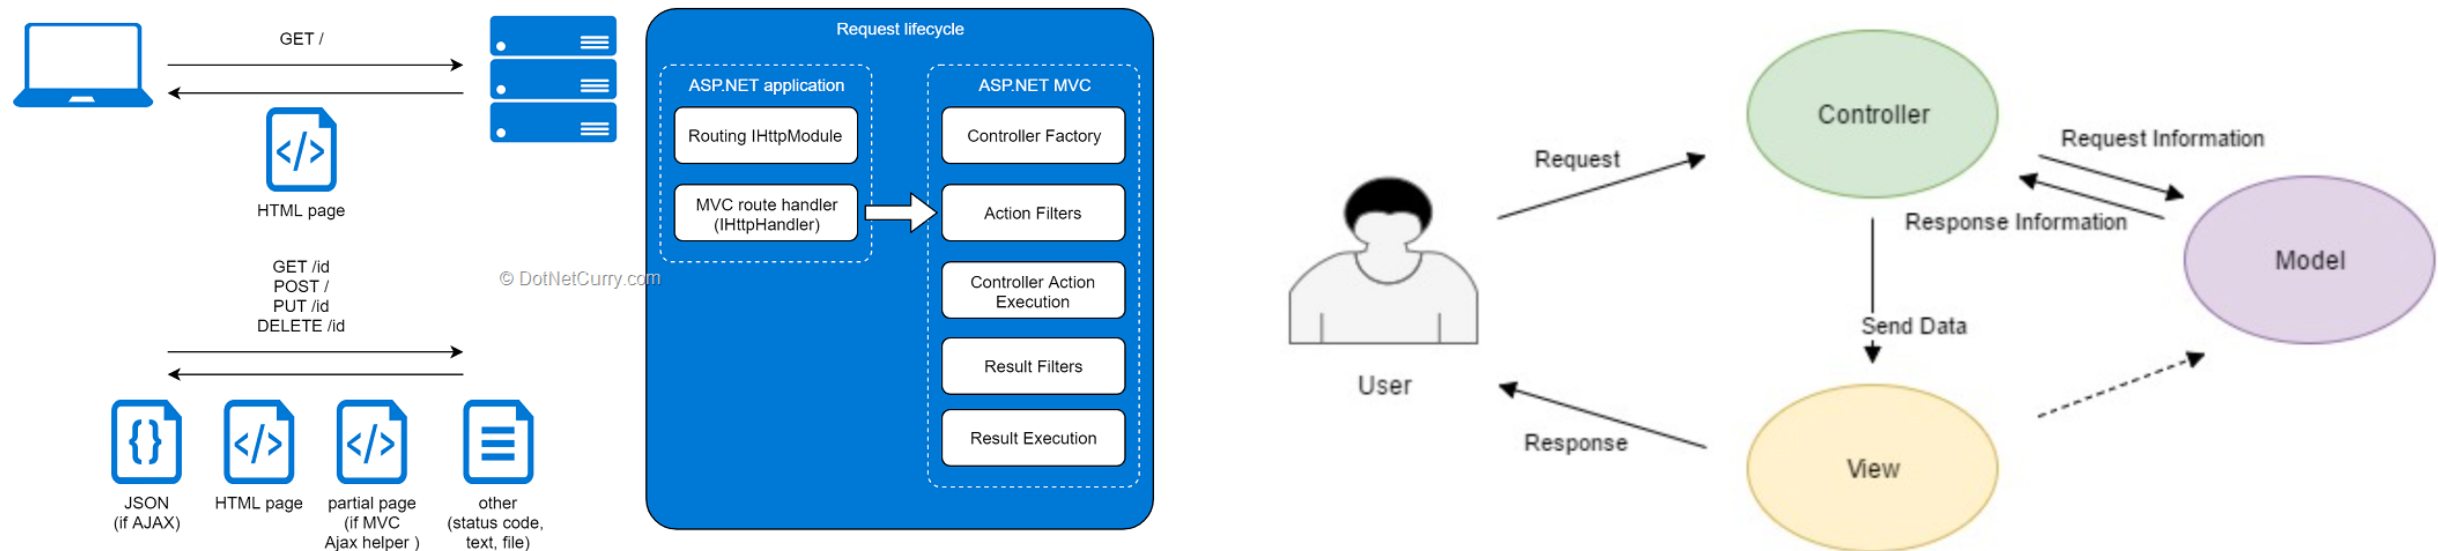 GET /
HTML page
GET /id
POST /
PUT /id
DELETE /id
JSON
(if AJAX)
HTML page
partial page
(if MVC
Ajax helper )
other
(status code,
text, file)
© DotNetCurry.com
Request lifecycle
ASP.NET application
Routing IHttpModule
MVC route handler
(IHttpHandler)
ASP.NET MVC
Controller Factory
Action Filters
Controller Action
Execution
Result Filters
Result Execution
User
Request
Controller
Request Information
Response Information
Model
Send Data
View
Response